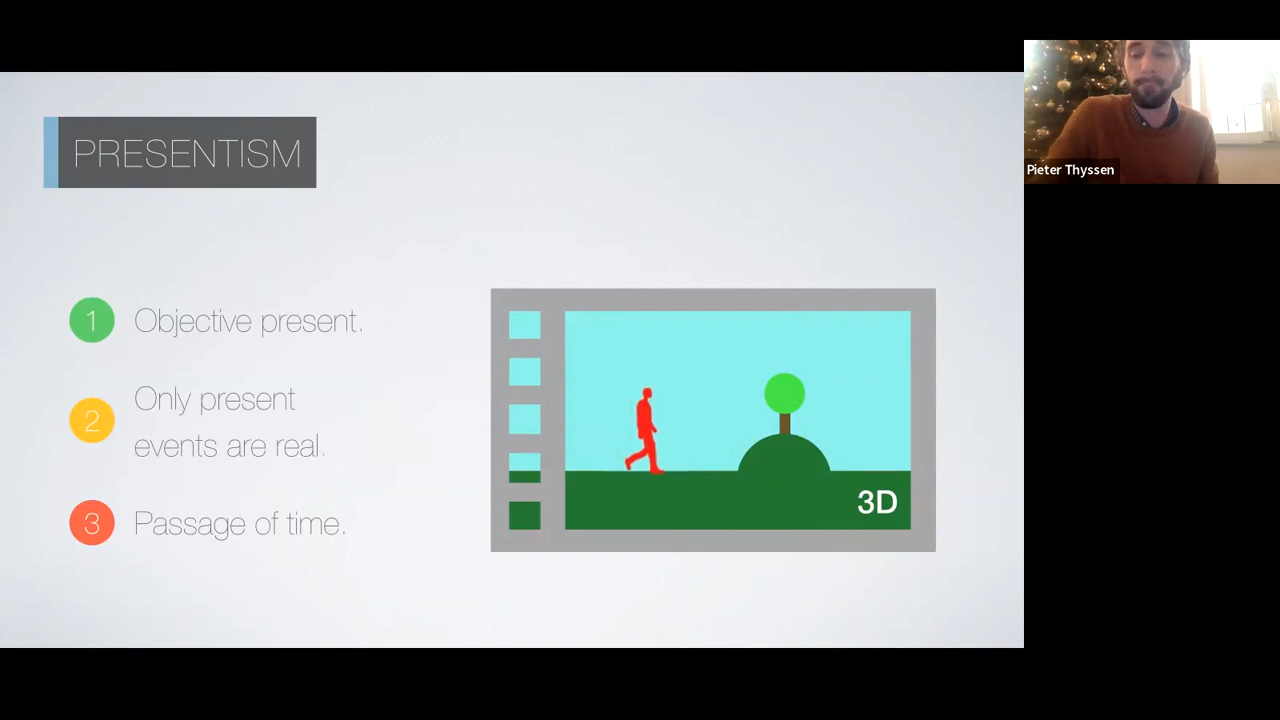 PRESENTISM
1 Objective present.
2 Only present
events are real.
3 Passage of time.
3D
Pieter Thyssen